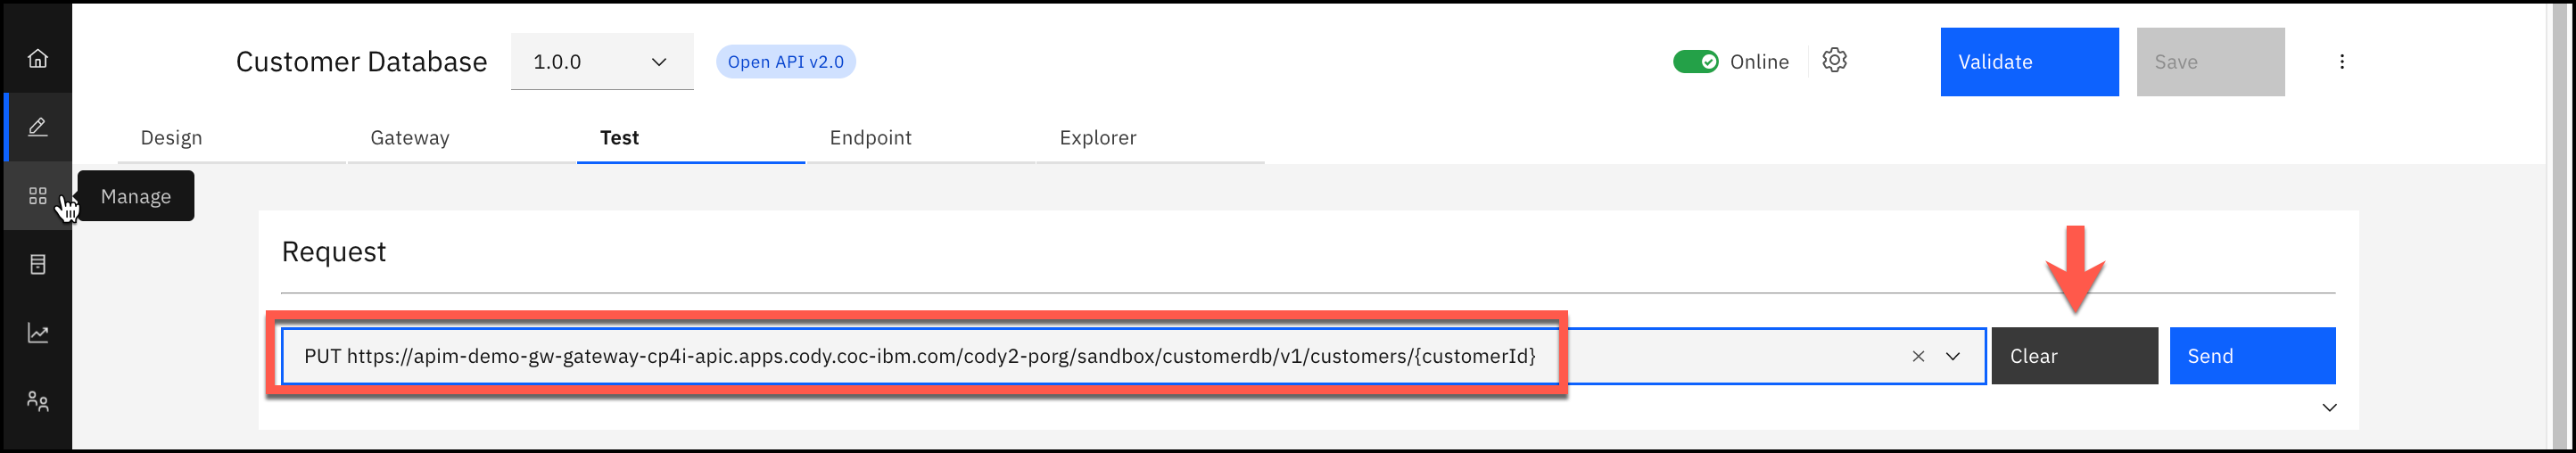 Customer Database
1.0.0
Open API v2.0
Online
Validate
Save
Design
Gateway
Test
Endpoint
Explorer
Manage
Request
PUT https://apim-demo-gw-gateway-cp4i-apic.apps.cody.coc-ibm.com/cody2-porg/sandbox/customerdb/v1/customers/{customerId}
Clear
Send